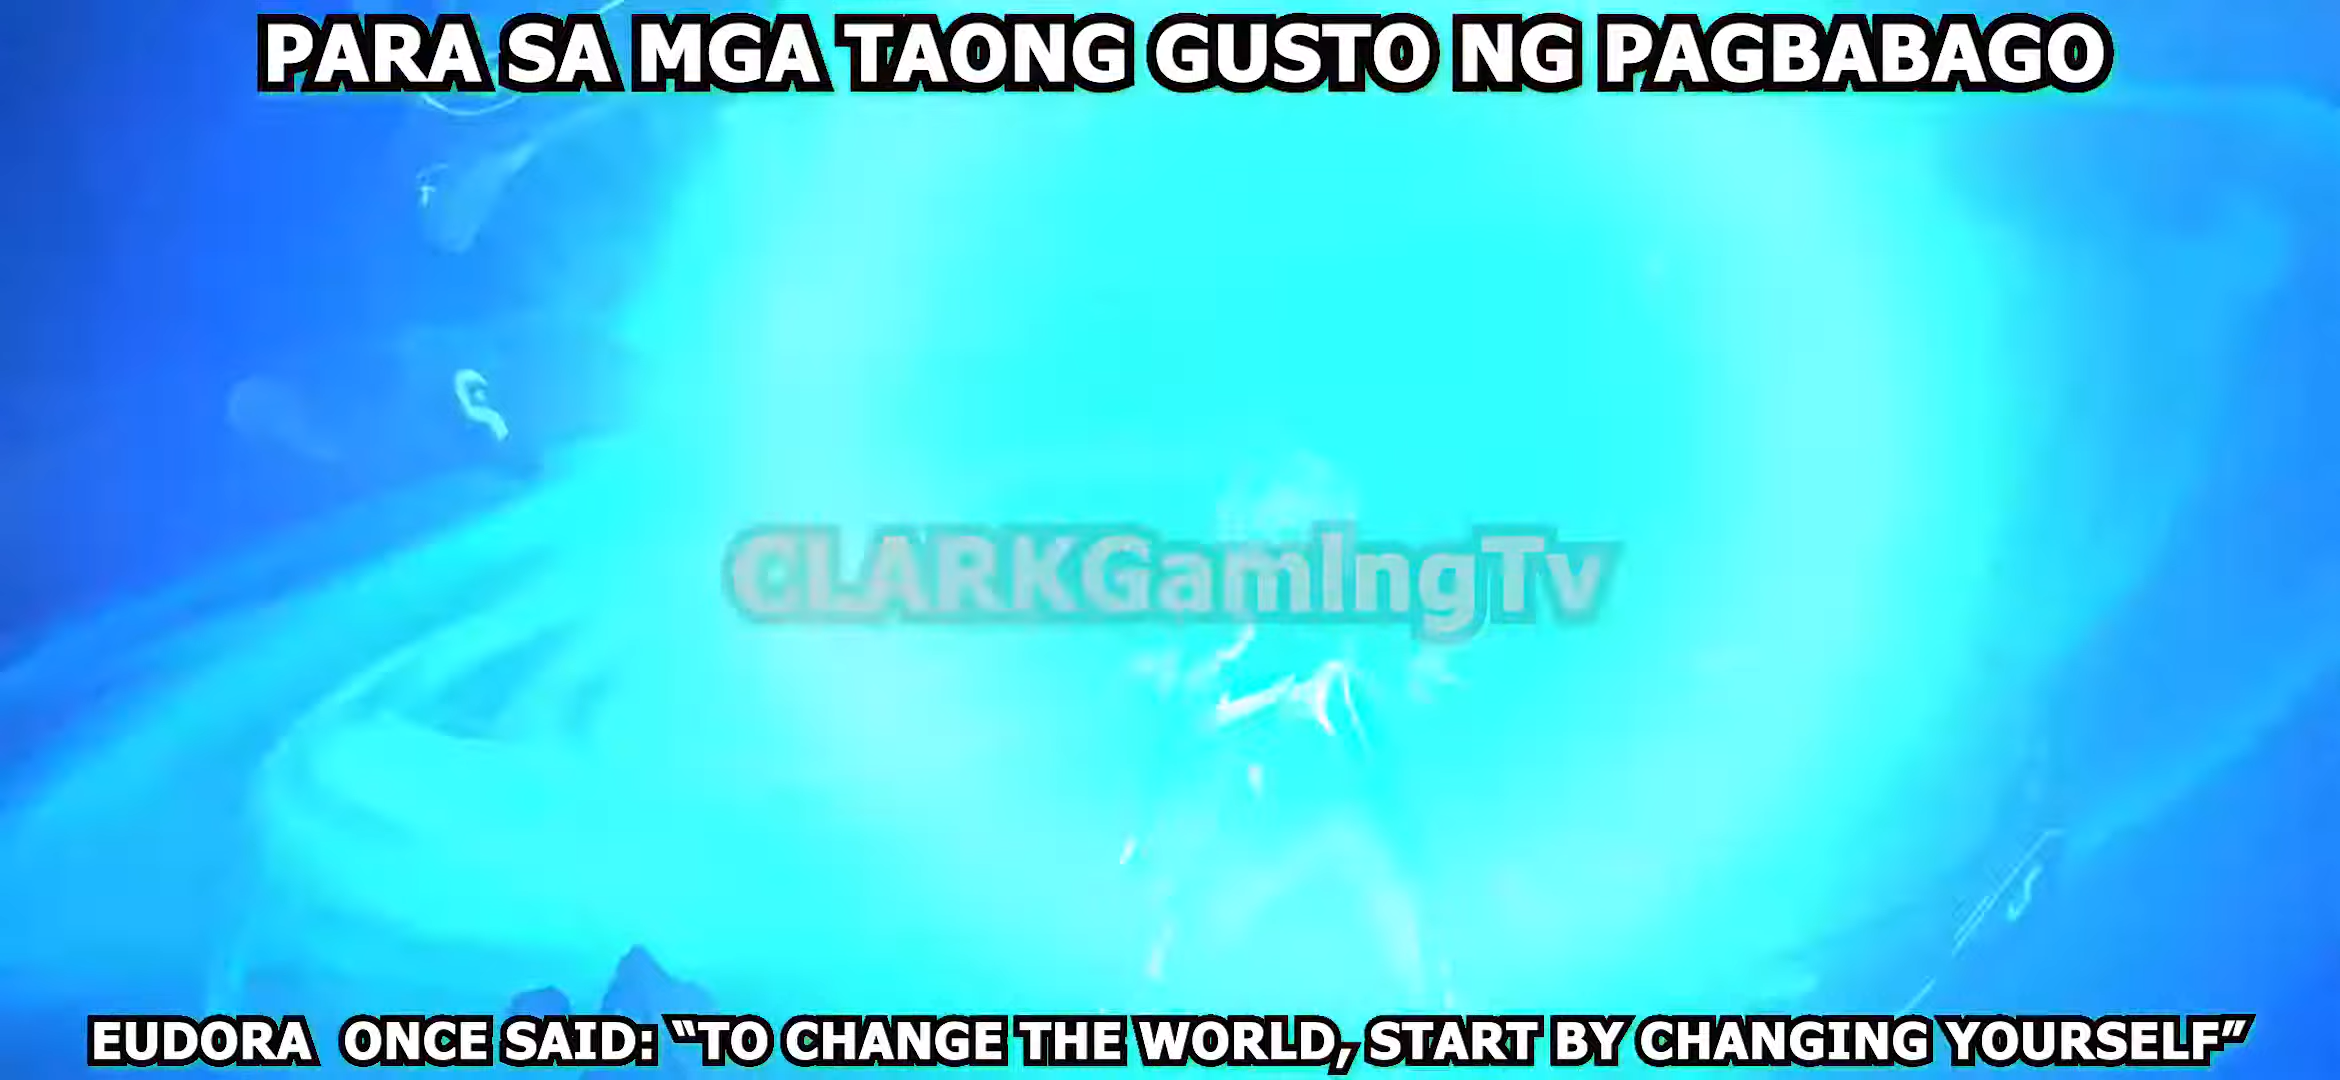 PARA SA MGA TAONG GUSTO NG PAGBABAGO
CLARKGamIngTv
EUDORA ONCE SAID: “TO CHANGE THE WORLD, START BY CHANGING YOURSELF”